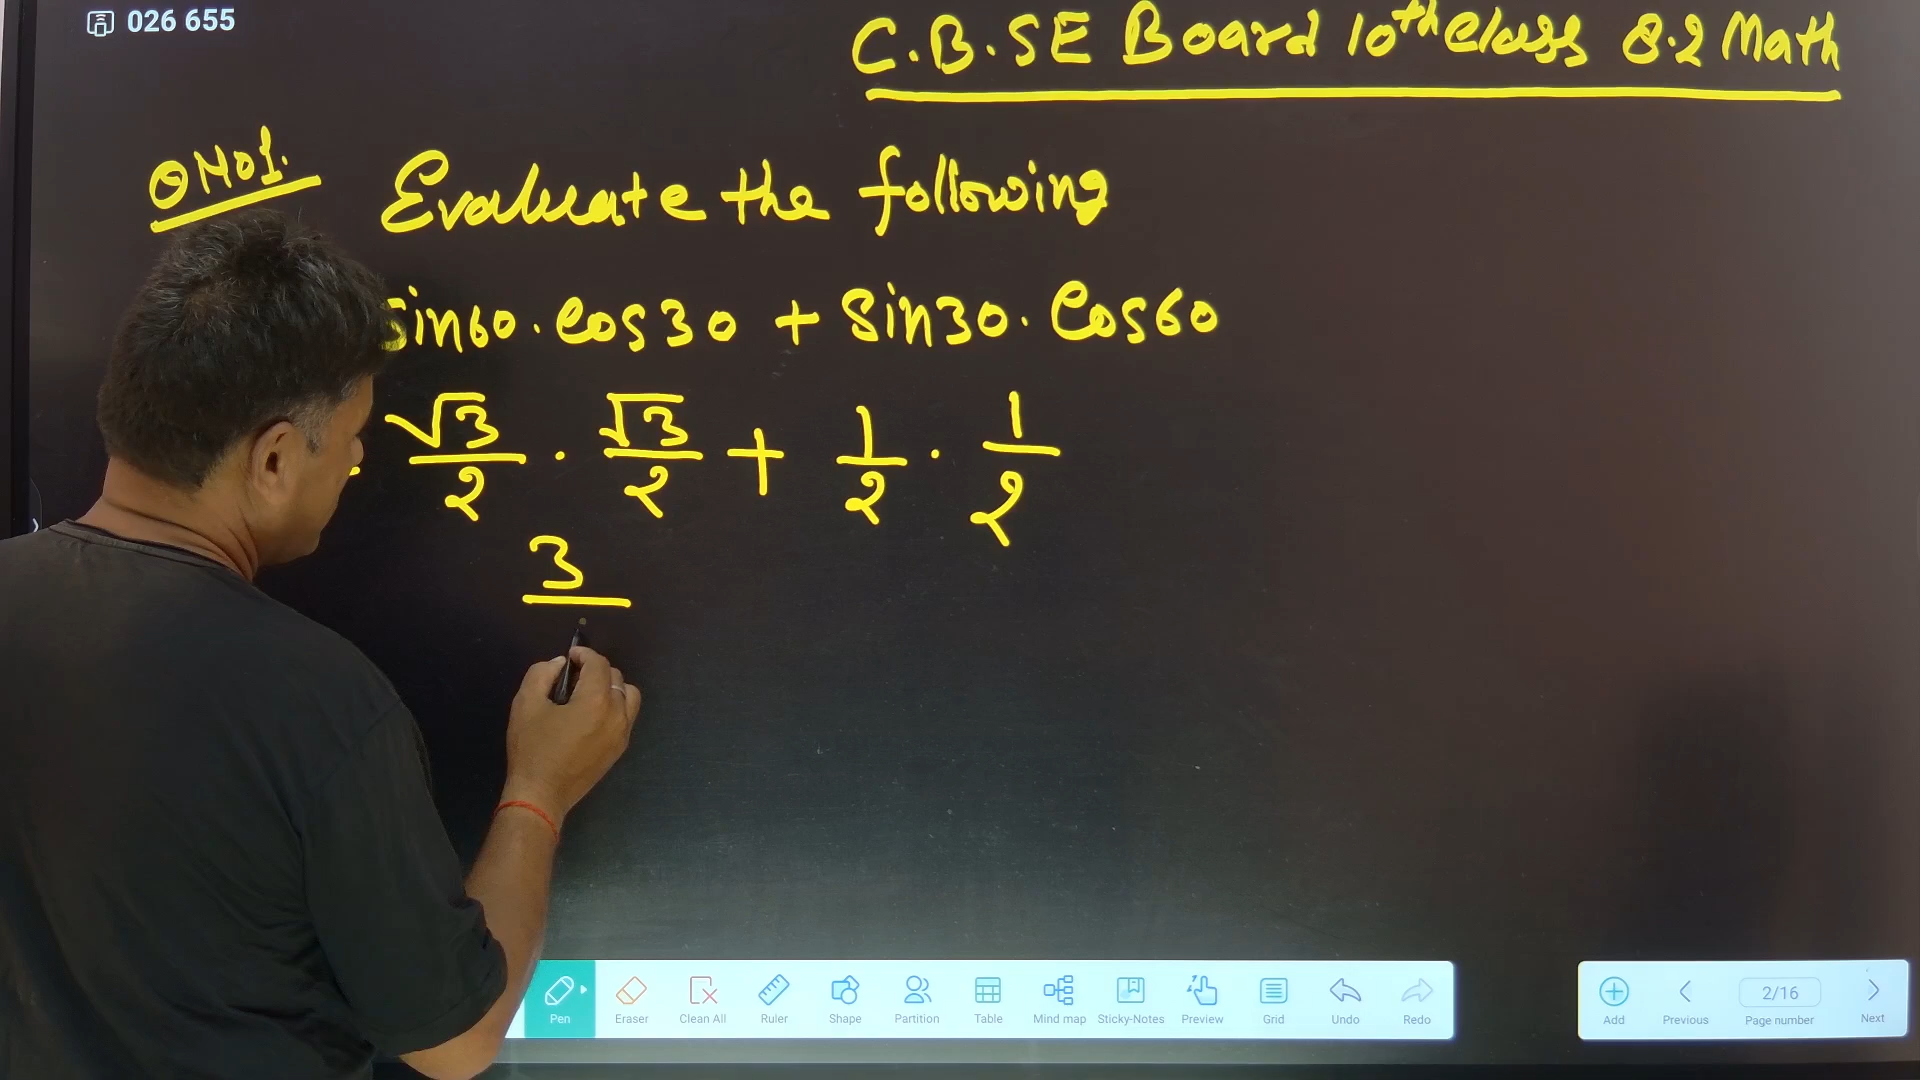 026 655
C.B.SE Board 10th Class 8.2 Math
Q NO 1. Evaluate the following
sin60.Cos30 + Sin30.Cos60
√3/2 . √3/2 + 1/2 . 1/2
3
Pen Eraser Clean All Ruler Shape Partition Table Mind map Sticky-Notes Preview Grid Undo Redo
Add Previous 2/16 Page number Next